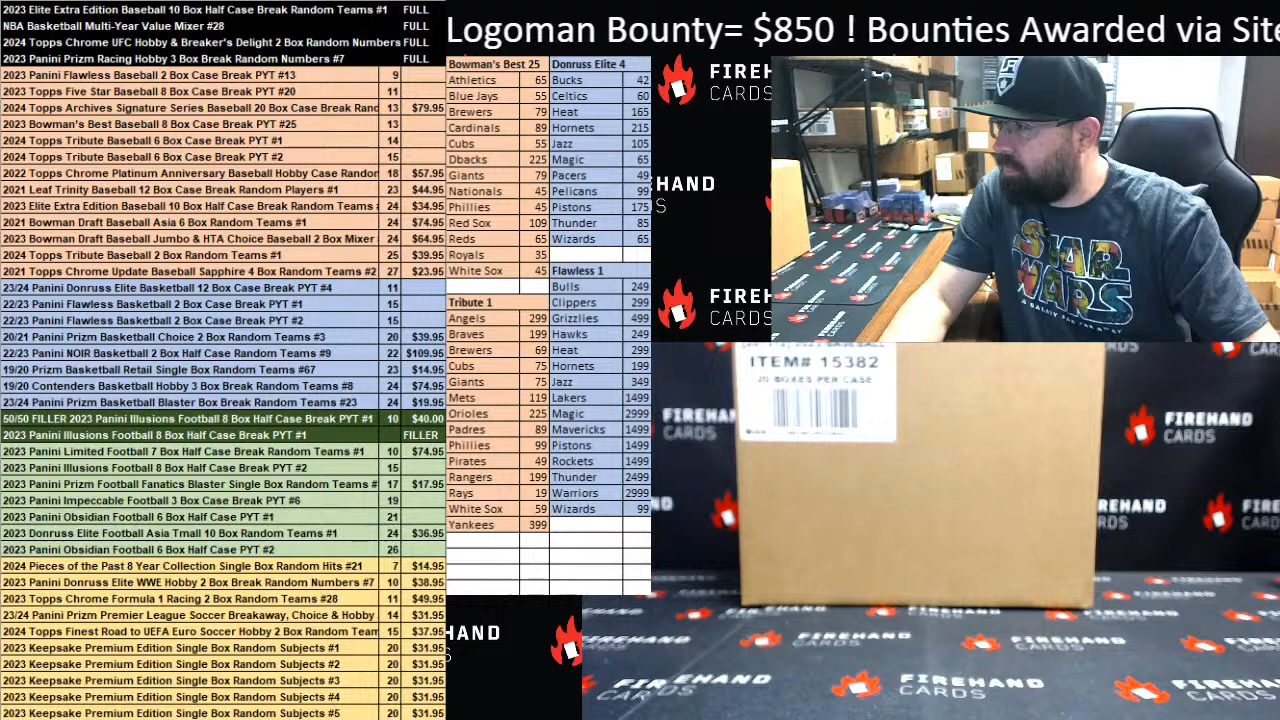 2023 Elite Extra Edition Baseball 10 Box Half Case Break Random Teams #1 FULL
NBA Basketball Multi-Year Value Mixer #28 FULL
2024 Topps Chrome UFC Hobby & Breaker's Delight 2 Box Random Numbers FULL
2023 Panini Prizm Racing Hobby 3 Box Break Random Numbers #7 FULL
2023 Panini Flawless Baseball 2 Box Case Break PYT #13 9
2023 Topps Five Star Baseball 8 Box Case Break PYT #20 11
2024 Topps Archives Signature Series Baseball 20 Box Case Break Ranc 13 $79.95
2023 Bowman's Best Baseball 8 Box Case Break PYT #25 13
2024 Topps Tribute Baseball 6 Box Case Break PYT #1 14
2024 Topps Tribute Baseball 6 Box Case Break PYT #2 15
2022 Topps Chrome Platinum Anniversary Baseball Hobby Case Randor 18 $57.95
2021 Leaf Trinity Baseball 12 Box Case Break Random Players #1 23 $44.95
2023 Elite Extra Edition Baseball 10 Box Half Case Break Random Teams 24 $34.95
2021 Bowman Draft Baseball Asia 6 Box Random Teams #1 24 $74.95
2023 Bowman Draft Baseball Jumbo & HTA Choice Baseball 2 Box Mixer 24 $64.95
2024 Topps Tribute Baseball 2 Box Random Teams #1 25 $39.95
2021 Topps Chrome Update Baseball Sapphire 4 Box Random Teams #2 27 $23.95
23/24 Panini Donruss Elite Basketball 12 Box Case Break PYT #4 11
22/23 Panini Flawless Basketball 2 Box Case Break PYT #1 15
22/23 Panini Flawless Basketball 2 Box Case Break PYT #2 15
20/21 Panini Prizm Basketball Choice 2 Box Random Teams #3 20 $39.95
22/23 Panini NOIR Basketball 2 Box Half Case Random Teams #9 22 $109.95
19/20 Prizm Basketball Retail Single Box Random Teams #67 23 $14.95
19/20 Contenders Basketball Hobby 3 Box Break Random Teams #8 24 $74.95
23/24 Panini Prizm Basketball Blaster Box Break Random Teams #23 24 $19.95
50/50 FILLER 2023 Panini Illusions Football 8 Box Half Case Break PYT #1 10 $40.00
2023 Panini Illusions Football 8 Box Half Case Break PYT #1 FILLER
2023 Panini Limited Football 7 Box Half Case Break Random Teams #1 10 $74.95
2023 Panini Illusions Football 8 Box Half Case Break PYT #2 15
2023 Panini Prizm Football Fanatics Blaster Single Box Random Teams # 17 $17.95
2023 Panini Impeccable Football 3 Box Case Break PYT #6 19
2023 Panini Obsidian Football 6 Box Half Case PYT #1 21
2023 Donruss Elite Football Asia Tmall 10 Box Random Teams #1 24 $36.95
2023 Panini Obsidian Football 6 Box Half Case PYT #2 26
2024 Pieces of the Past 8 Year Collection Single Box Random Hits #21 7 $14.95
2023 Panini Donruss Elite WWE Hobby 2 Box Break Random Numbers #7 10 $38.95
2023 Topps Chrome Formula 1 Racing 2 Box Random Teams #28 11 $49.95
23/24 Panini Prizm Premier League Soccer Breakaway, Choice & Hobby 14 $31.95
2024 Topps Finest Road to UEFA Euro Soccer Hobby 2 Box Random Team 15 $37.95
2023 Keepsake Premium Edition Single Box Random Subjects #1 20 $31.95
2023 Keepsake Premium Edition Single Box Random Subjects #2 20 $31.95
2023 Keepsake Premium Edition Single Box Random Subjects #3 20 $31.95
2023 Keepsake Premium Edition Single Box Random Subjects #4 20 $31.95
2023 Keepsake Premium Edition Single Box Random Subjects #5 20 $31.95
Logoman Bounty= $850 ! Bounties Awarded via Site
Bowman's Best 25
Athletics 65
Blue Jays 55
Brewers 79
Cardinals 89
Cubs 55
Dbacks 225
Giants 79
Nationals 45
Phillies 45
Red Sox 109
Reds 65
Royals 35
White Sox 45
Tribute 1
Angels 299
Braves 199
Brewers 69
Cubs 75
Giants 75
Mets 119
Orioles 225
Padres 89
Phillies 99
Pirates 49
Rangers 199
Rays 19
White Sox 59
Yankees 399
Donruss Elite 4
Bucks 42
Celtics 60
Heat 165
Hornets 215
Jazz 105
Magic 65
Pacers 49
Pelicans 99
Pistons 175
Thunder 85
Wizards 65
Flawless 1
Bulls 249
Clippers 299
Grizzlies 499
Hawks 249
Heat 299
Hornets 199
Jazz 349
Lakers 1499
Magic 2999
Mavericks 1499
Pistons 1499
Rockets 1499
Thunder 2499
Warriors 2999
Wizards 99
FIREH
CARDS
HAND
S
FIREH
CARDS
STAR
WARS
ITEM# 15382
20 BOXES PER CASE
FIREHAND
CARDS
FIREHAND
CARDS
FIREHAND
CARDS
FIREHAND
CARDS
HAND
FIREHAND
CARDS
FIREHAND
CARDS
FIREHAND
CARDS
FIREHAND
CARDS